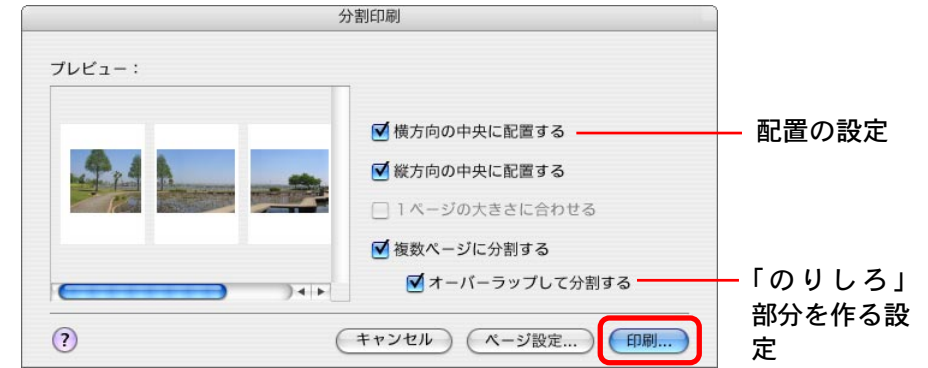 分割印刷
プレビュー：
横方向の中央に配置する
配置の設定
縦方向の中央に配置する
1ページの大きさに合わせる
複数ページに分割する
オーバーラップして分割する
「のりしろ」
部分を作る設
定
?
キャンセル
ページ設定...
印刷...